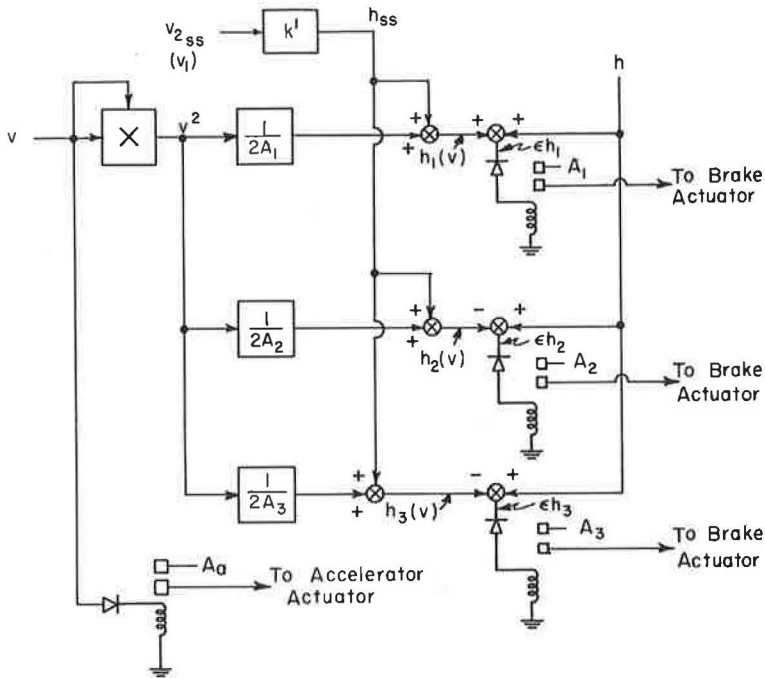 v₂ss
(v₁)
k'
hss
h
v
×
v²
1
2A₁
+
+
h₁(v)
+
+
ϵh₁
A₁
To Brake
Actuator
1
2A₂
+
+
h₂(v)
−
+
ϵh₂
A₂
To Brake
Actuator
1
2A₃
+
+
h₃(v)
−
+
ϵh₃
A₃
To Brake
Actuator
Aa
To Accelerator
Actuator